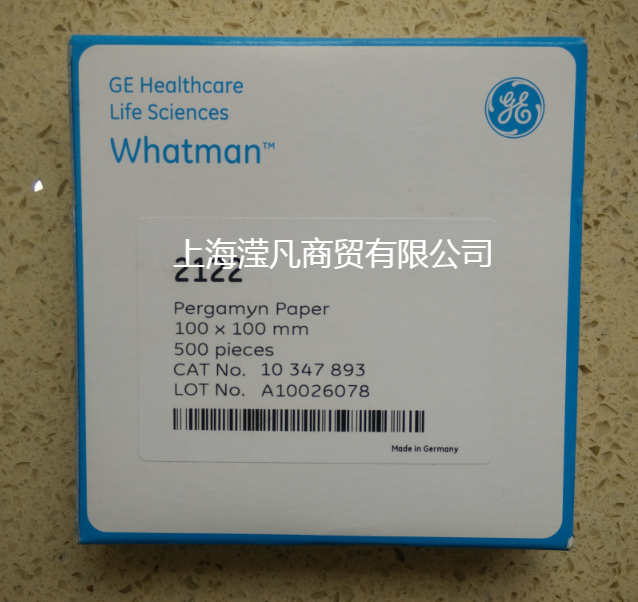 GE Healthcare
Life Sciences
Whatman™
GE
上海滢凡商贸有限公司
2122
Pergamyn Paper
100 x 100 mm
500 pieces
CAT No. 10 347 893
LOT No. A10026078
Made in Germany